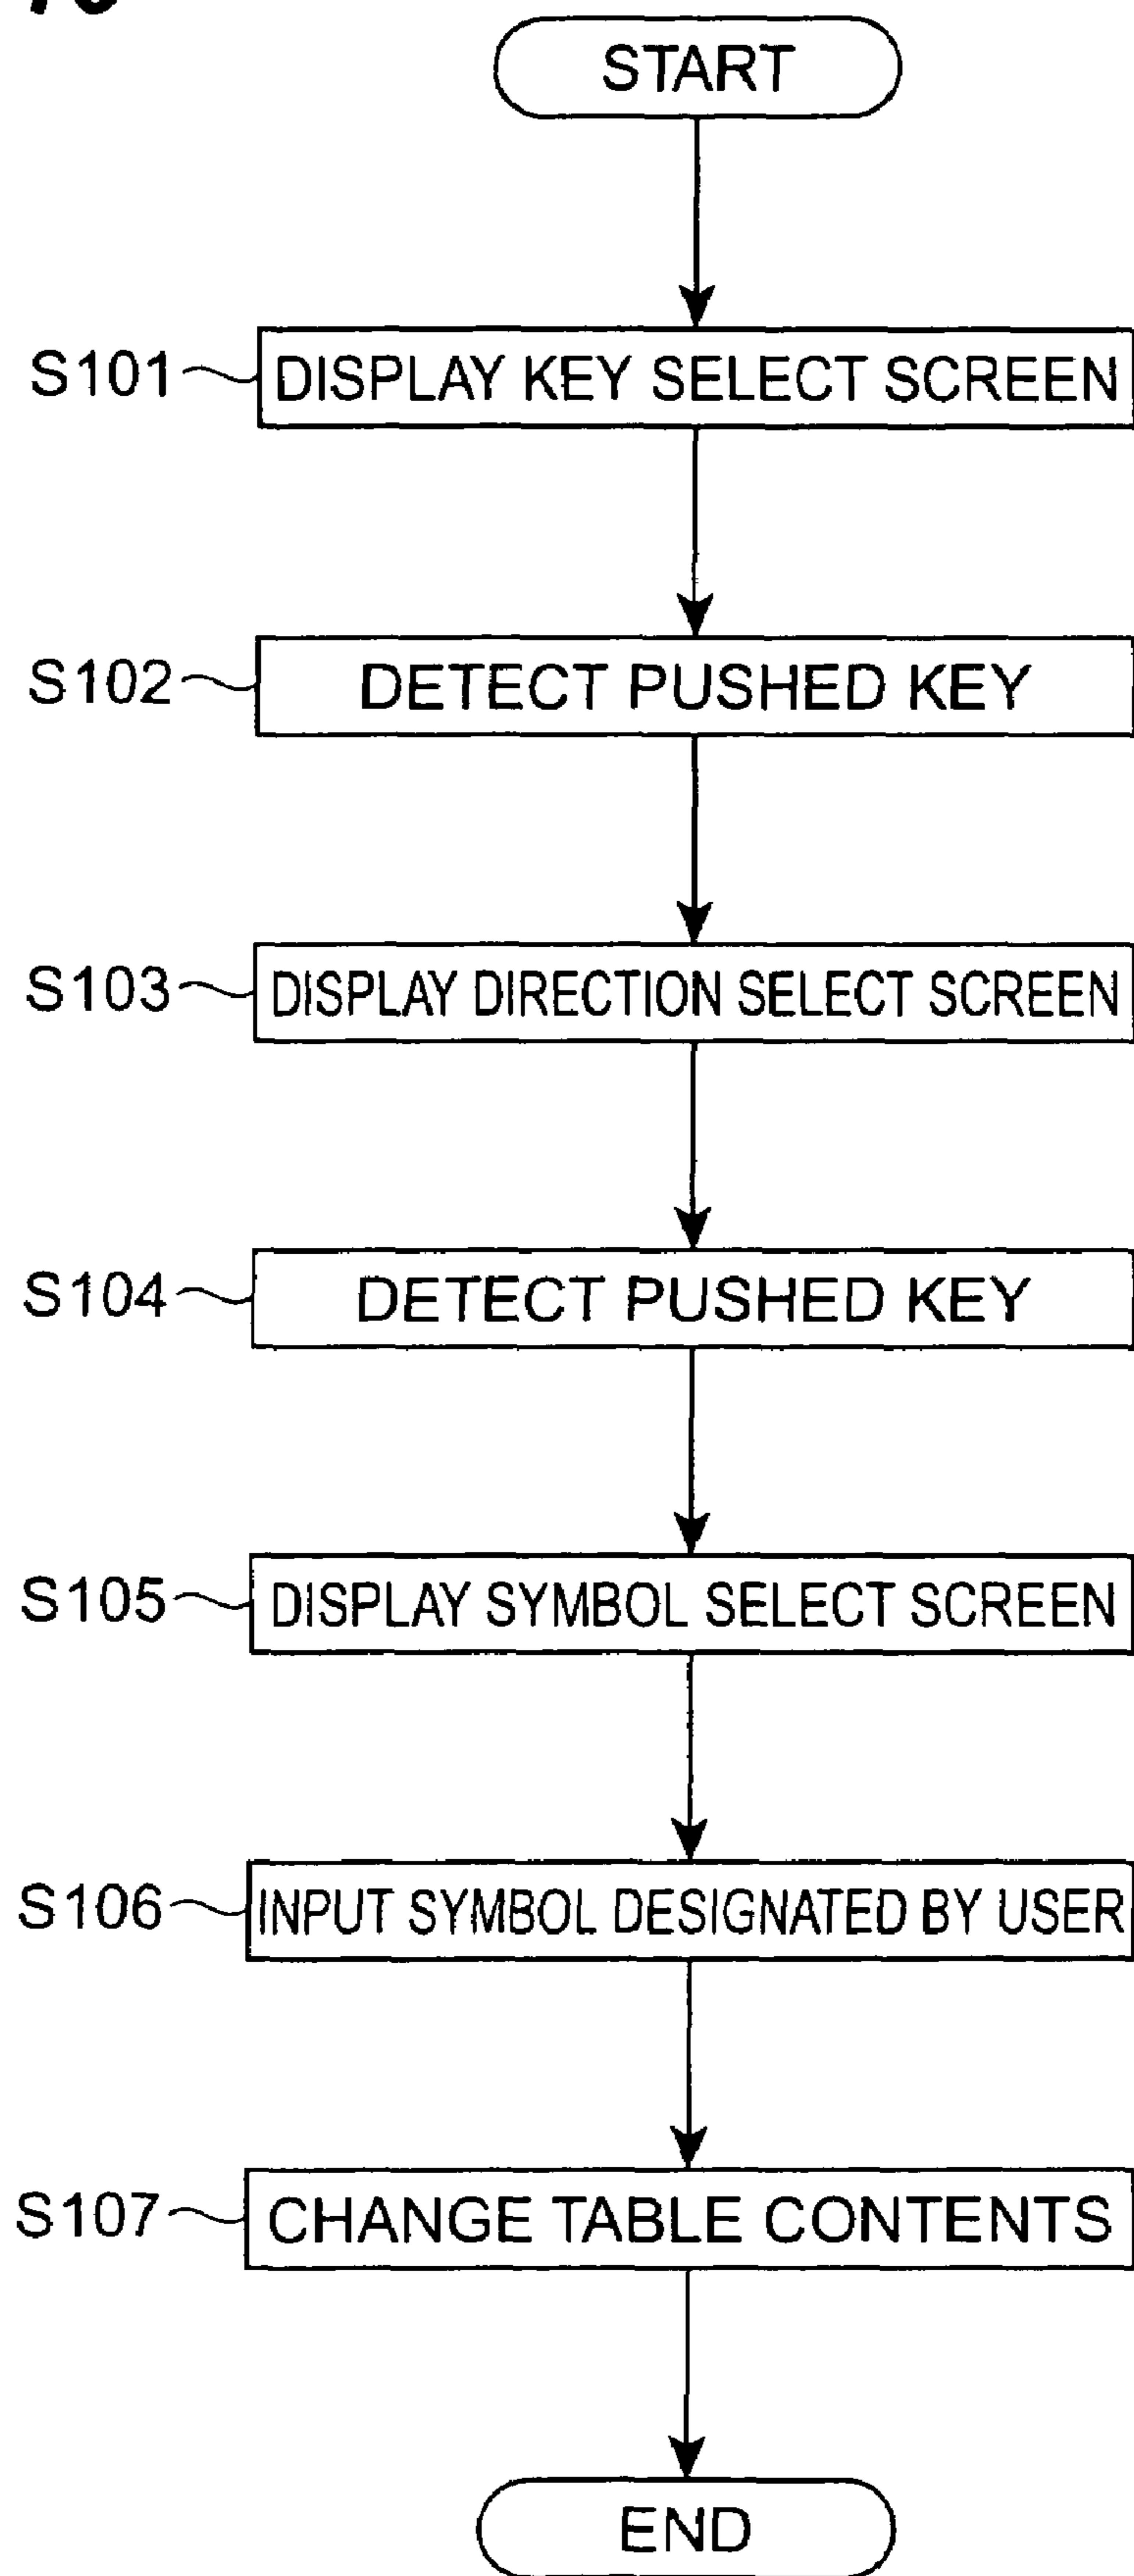 START
S101 DISPLAY KEY SELECT SCREEN
S102 DETECT PUSHED KEY
S103 DISPLAY DIRECTION SELECT SCREEN
S104 DETECT PUSHED KEY
S105 DISPLAY SYMBOL SELECT SCREEN
S106 INPUT SYMBOL DESIGNATED BY USER
S107 CHANGE TABLE CONTENTS
END